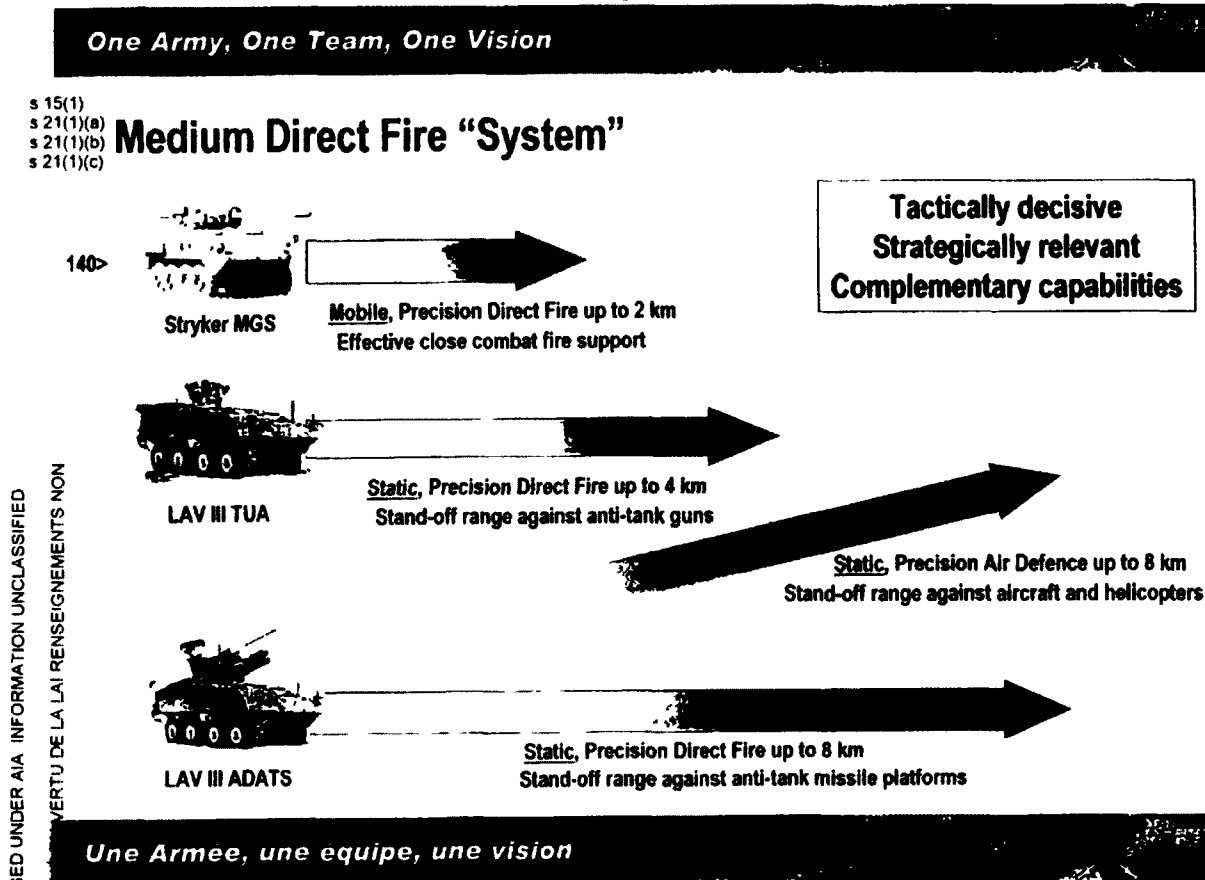 One Army, One Team, One Vision
s 15(1)
s 21(1)(a)
s 21(1)(b)
s 21(1)(c)
Medium Direct Fire “System”
Tactically decisive
Strategically relevant
Complementary capabilities
140>
Stryker MGS
Mobile, Precision Direct Fire up to 2 km
Effective close combat fire support
LAV III TUA
Static, Precision Direct Fire up to 4 km
Stand-off range against anti-tank guns
Static, Precision Air Defence up to 8 km
Stand-off range against aircraft and helicopters
LAV III ADATS
Static, Precision Direct Fire up to 8 km
Stand-off range against anti-tank missile platforms
UNDER AIA INFORMATION UNCLASSIFIED
VERTU DE LA LAI RENSEIGNEMENTS NON
Une Armée, une équipe, une vision